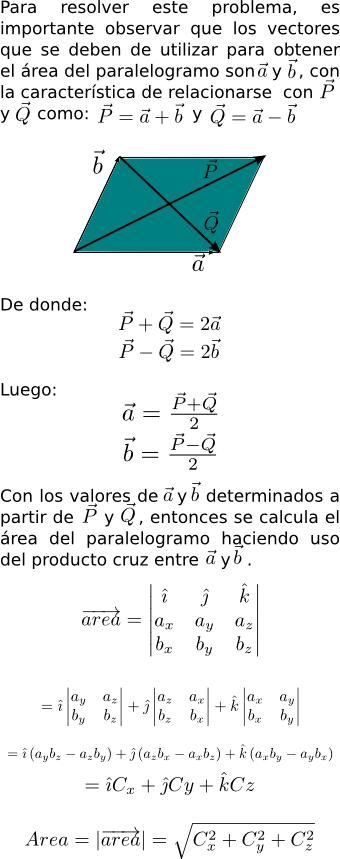 Para resolver este problema, es
importante observar que los vectores
que se deben de utilizar para obtener
el área del paralelogramo son $\vec{a}$ y $\vec{b}$, con
la característica de relacionarse con $\vec{P}$
y $\vec{Q}$ como: $\vec{P} = \vec{a} + \vec{b}$ y $\vec{Q} = \vec{a} - \vec{b}$
$\vec{b}$ $\vec{P}$
$\vec{Q}$
$\vec{a}$
De donde:
$\vec{P} + \vec{Q} = 2\vec{a}$
$\vec{P} - \vec{Q} = 2\vec{b}$
Luego:
$\vec{a} = \frac{\vec{P}+\vec{Q}}{2}$
$\vec{b} = \frac{\vec{P}-\vec{Q}}{2}$
Con los valores de $\vec{a}$ y $\vec{b}$ determinados a
partir de $\vec{P}$ y $\vec{Q}$, entonces se calcula el
área del paralelogramo haciendo uso
del producto cruz entre $\vec{a}$ y $\vec{b}$.
$\overrightarrow{area} = \begin{vmatrix} \hat{\imath} & \hat{\jmath} & \hat{k} \\ a_x & a_y & a_z \\ b_x & b_y & b_z \end{vmatrix}$
$= \hat{\imath} \begin{vmatrix} a_y & a_z \\ b_y & b_z \end{vmatrix} + \hat{\jmath} \begin{vmatrix} a_z & a_x \\ b_z & b_x \end{vmatrix} + \hat{k} \begin{vmatrix} a_x & a_y \\ b_x & b_y \end{vmatrix}$
$= \hat{\imath} (a_y b_z - a_z b_y) + \hat{\jmath} (a_z b_x - a_x b_z) + \hat{k} (a_x b_y - a_y b_x)$
$= \hat{\imath} C_x + \hat{\jmath} Cy + \hat{k} Cz$
$Area = |\overrightarrow{area}| = \sqrt{C_x^2 + C_y^2 + C_z^2}$